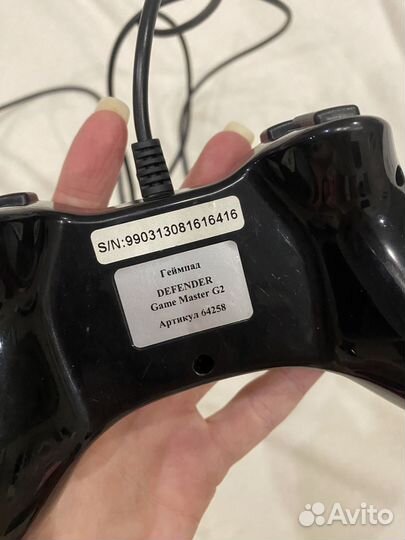 S/N:990313081616416
Геймпад
DEFENDER
Game Master G2
Артикул 64258
Avito